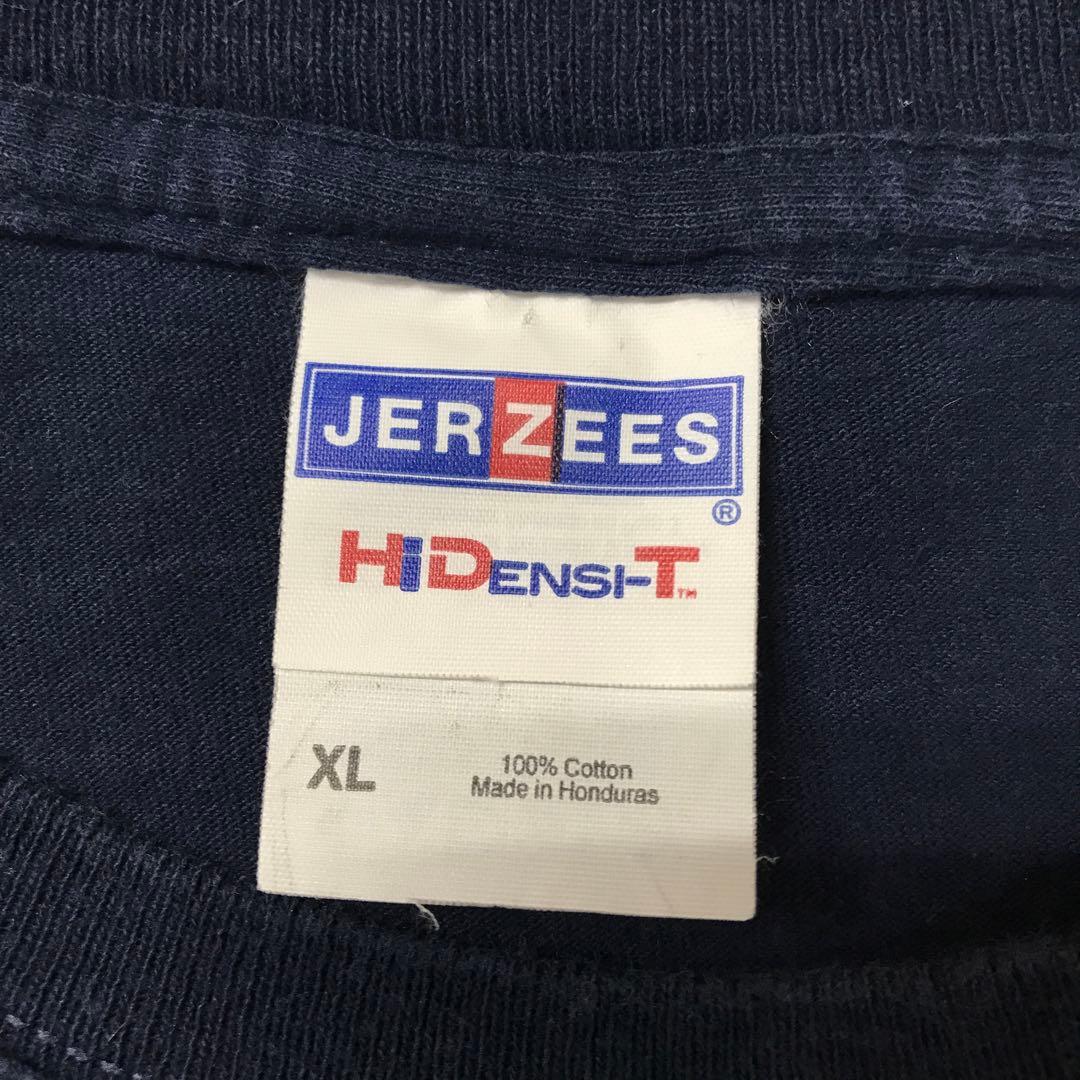 JERZEES
®
HiDENSI-T™
XL
100% Cotton
Made in Honduras